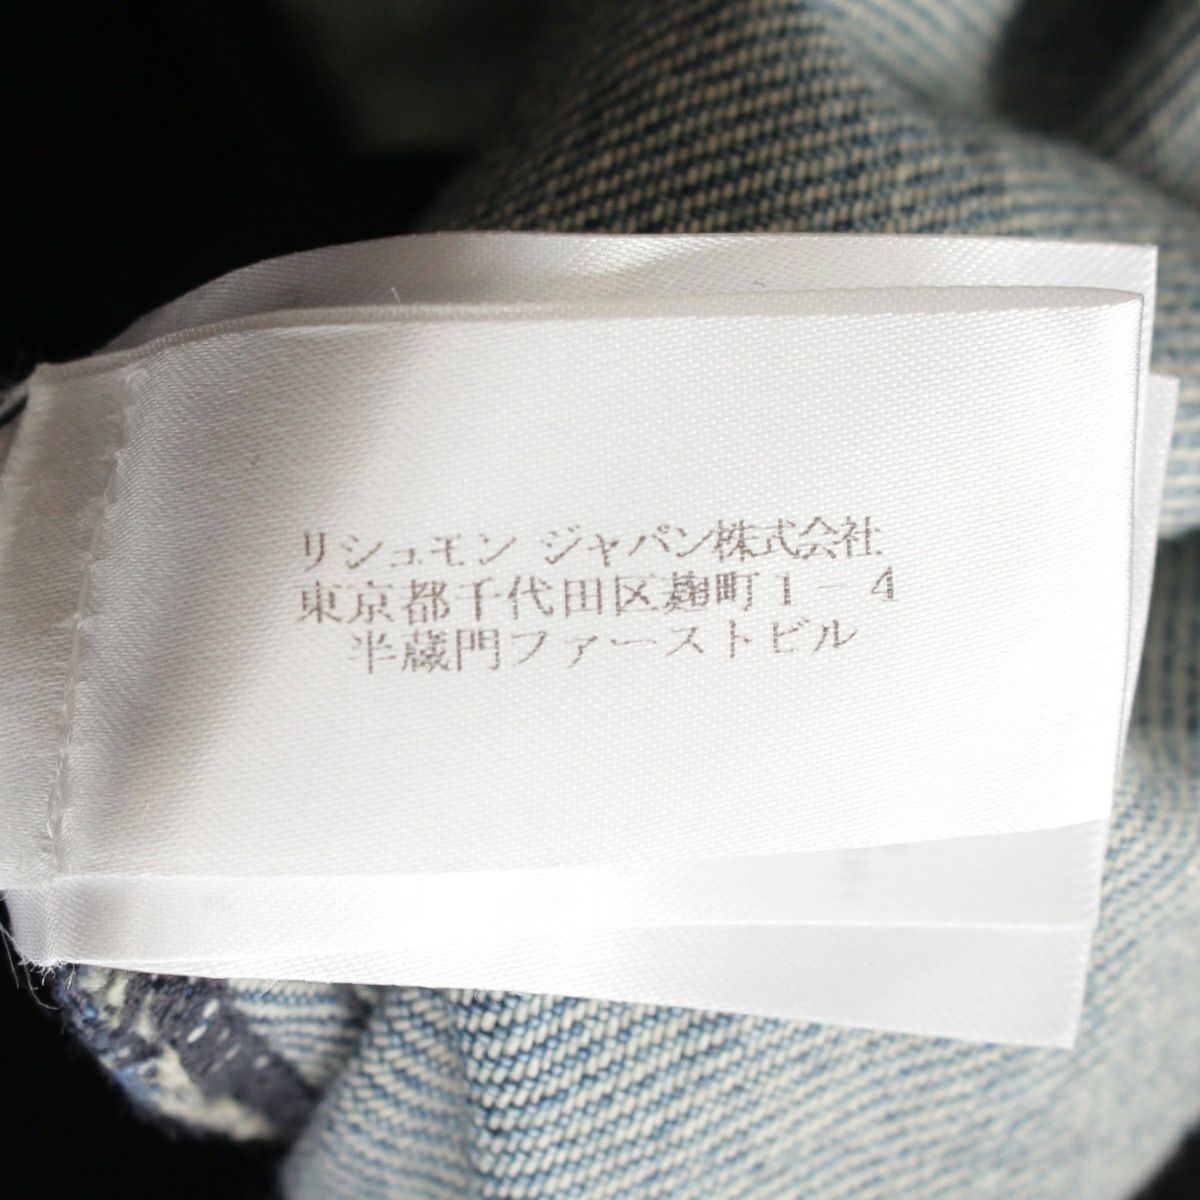 リシュモン ジャパン株式会社
東京都千代田区麹町1-4
半蔵門ファーストビル